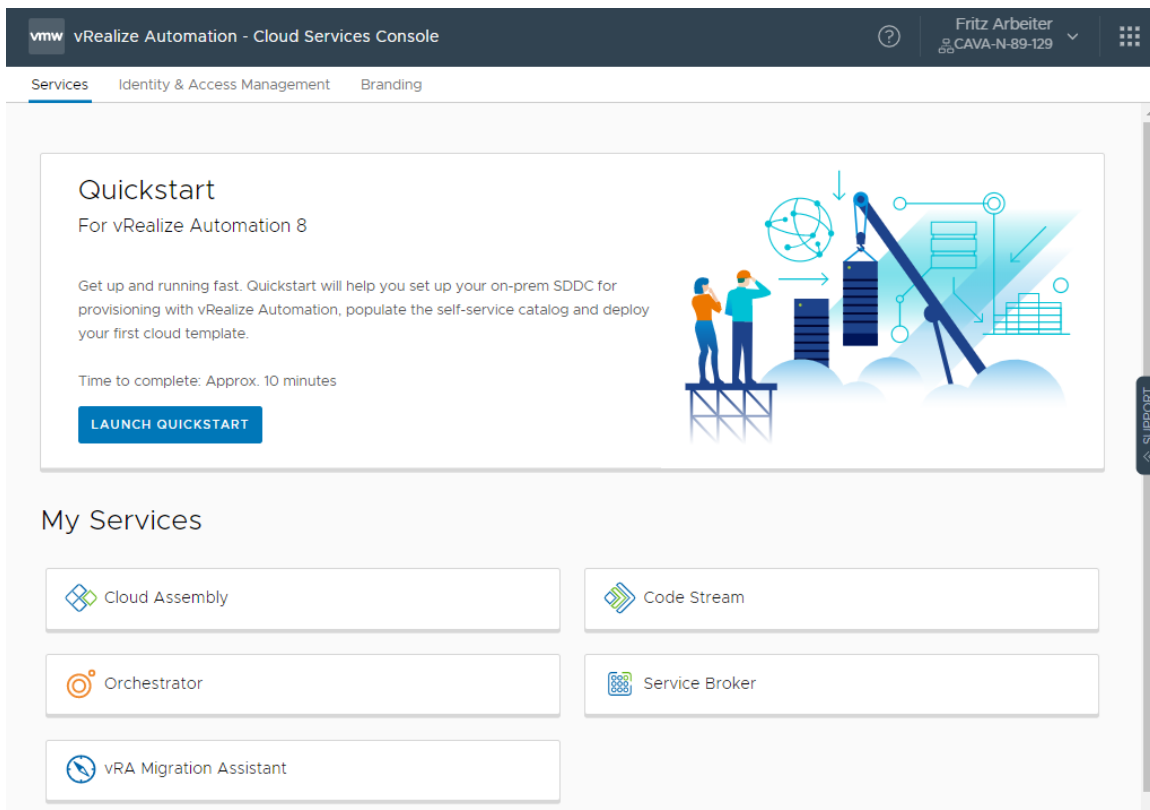 vmw vRealize Automation - Cloud Services Console
Fritz Arbeiter
CAVA-N-89-129
Services Identity & Access Management Branding
Quickstart
For vRealize Automation 8
Get up and running fast. Quickstart will help you set up your on-prem SDDC for
provisioning with vRealize Automation, populate the self-service catalog and deploy
your first cloud template.
Time to complete: Approx. 10 minutes
LAUNCH QUICKSTART
SUPPORT
My Services
Cloud Assembly
Code Stream
Orchestrator
Service Broker
vRA Migration Assistant